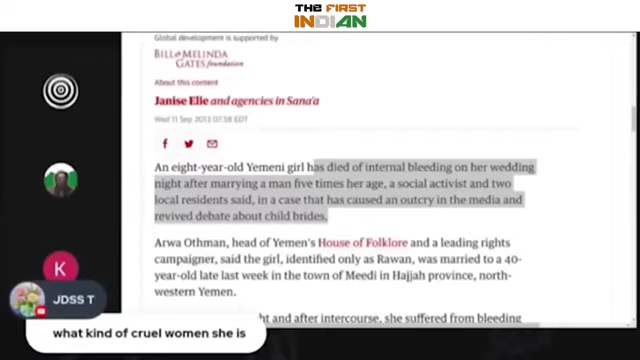 THE FIRST
INDIAN
Global development is supported by
BILL & MELINDA
GATES foundation
About this content
Janise Elie and agencies in Sana'a
Wed 11 Sep 2013 07.58 EDT
An eight-year-old Yemeni girl has died of internal bleeding on her wedding
night after marrying a man five times her age, a social activist and two
local residents said, in a case that has caused an outcry in the media and
revived debate about child brides.
Arwa Othman, head of Yemen's House of Folklore and a leading rights
campaigner, said the girl, identified only as Rawan, was married to a 40-
year-old late last week in the town of Meedi in Hajjah province, north-
western Yemen.
ht and after intercourse, she suffered from bleeding
K
JDSS T
what kind of cruel women she is